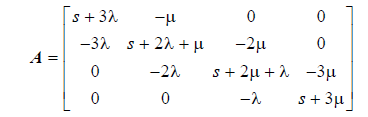 s + 3λ −μ 0 0
−3λ s + 2λ + μ −2μ 0
A =
0 −2λ s + 2μ + λ −3μ
0 0 −λ s + 3μ